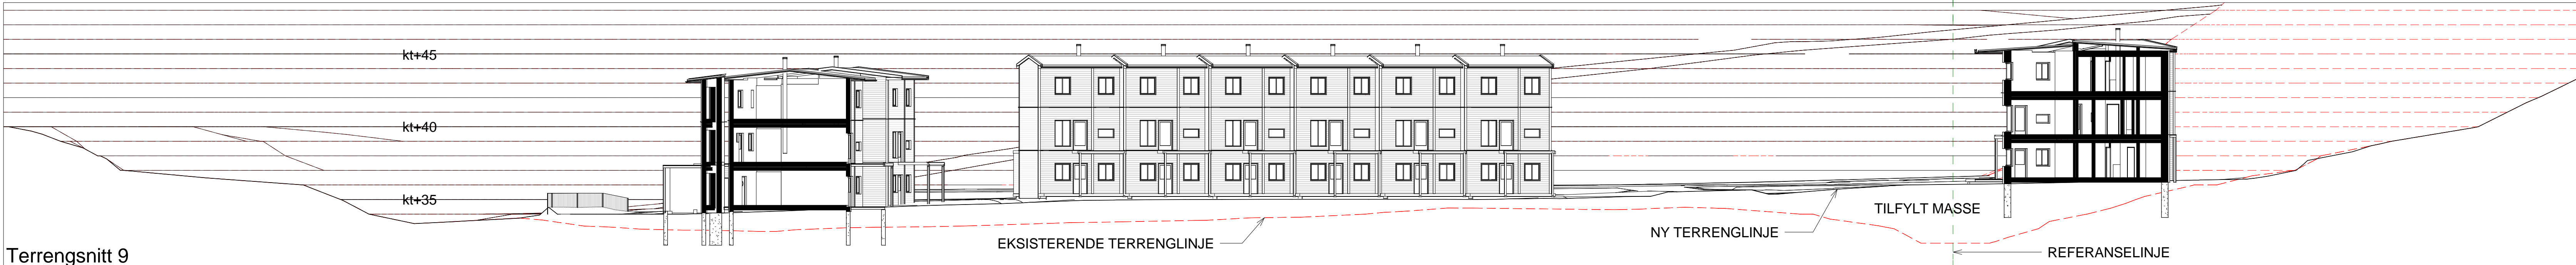 kt+45
kt+40
kt+35
TILFYLT MASSE
NY TERRENGLINJE
EKSISTERENDE TERRENGLINJE
REFERANSELINJE
Terrengsnitt 9